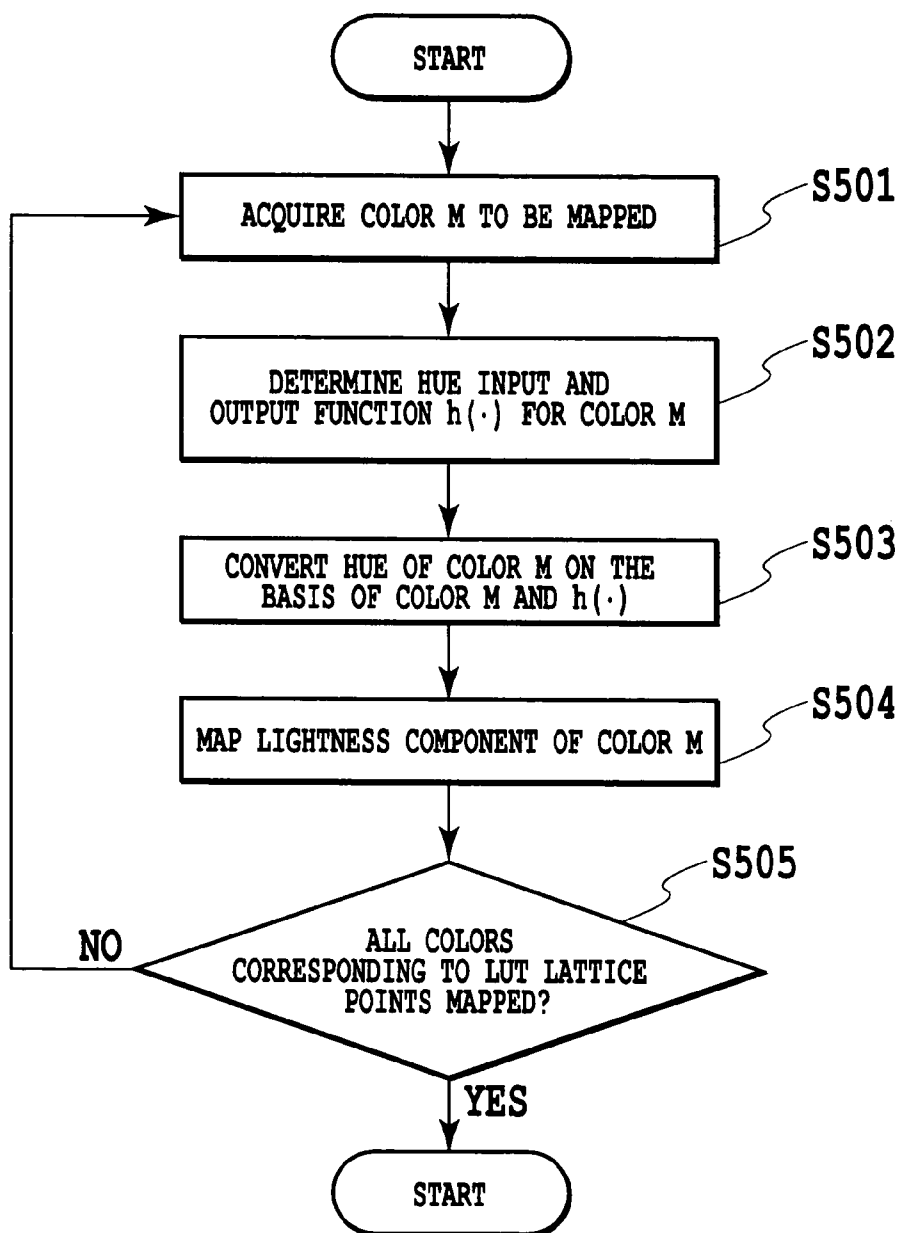 START
ACQUIRE COLOR M TO BE MAPPED
S501
DETERMINE HUE INPUT AND
OUTPUT FUNCTION h(·) FOR COLOR M
S502
CONVERT HUE OF COLOR M ON THE
BASIS OF COLOR M AND h(·)
S503
MAP LIGHTNESS COMPONENT OF COLOR M
S504
S505
ALL COLORS
CORRESPONDING TO LUT LATTICE
POINTS MAPPED?
NO
YES
START